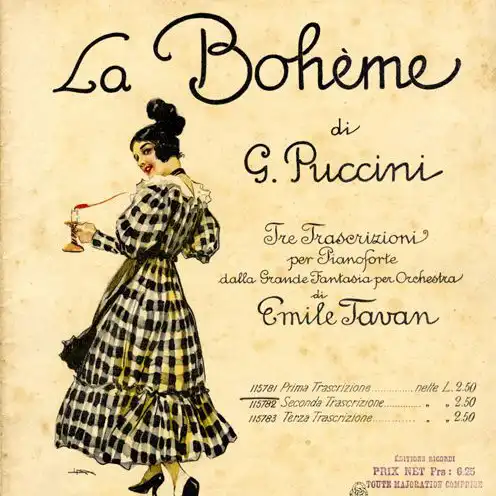 La Bohème
di
G. Puccini
Tre Trascrizioni
per Pianoforte
dalla Grande Fantasia per Orchestra
di
Emile Tavan
115781 Prima Trascrizione............ nette L. 2.50
115782 Seconda Trascrizione............ „ „ 2.50
115783 Terza Trascrizione............ „ „ 2.50
ÉDITIONS RICORDI
PRIX NET Frs : 6.25
TOUTE MAJORATION COMPRISE